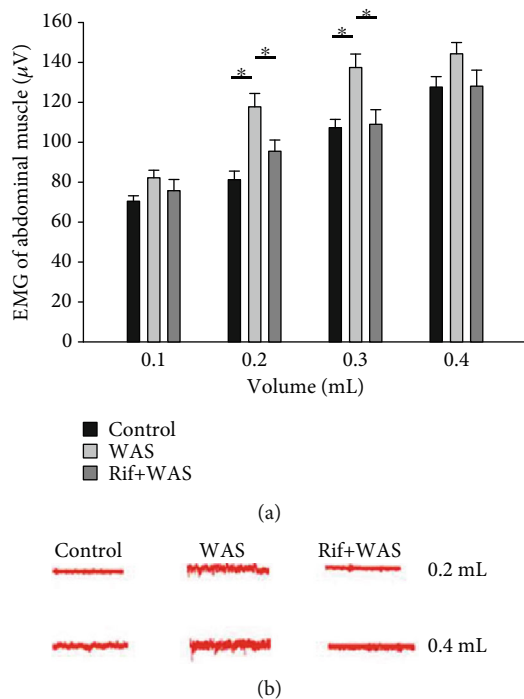 160
140
120
100
80
60
40
20
0
EMG of abdominal muscle (μV)
* *
* *
0.1 0.2 0.3 0.4
Volume (mL)
Control
WAS
Rif+WAS
(a)
Control WAS Rif+WAS
0.2 mL
0.4 mL
(b)